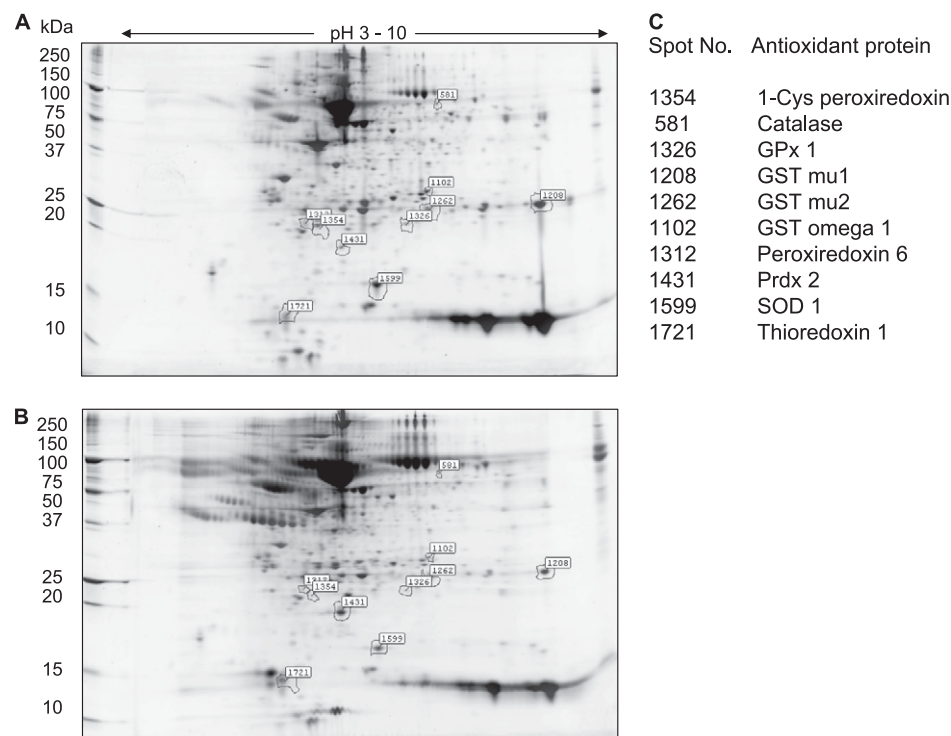 A kDa
pH 3 - 10
250
150
100
75
50
37
25
20
15
10
581
1102
1262
1208
1312
1354
1326
1431
1599
1721
B
250
150
100
75
50
37
25
20
15
10
581
1102
1262
1208
1312
1354
1326
1431
1599
1721
C
Spot No. Antioxidant protein
1354 1-Cys peroxiredoxin
581 Catalase
1326 GPx 1
1208 GST mu1
1262 GST mu2
1102 GST omega 1
1312 Peroxiredoxin 6
1431 Prdx 2
1599 SOD 1
1721 Thioredoxin 1